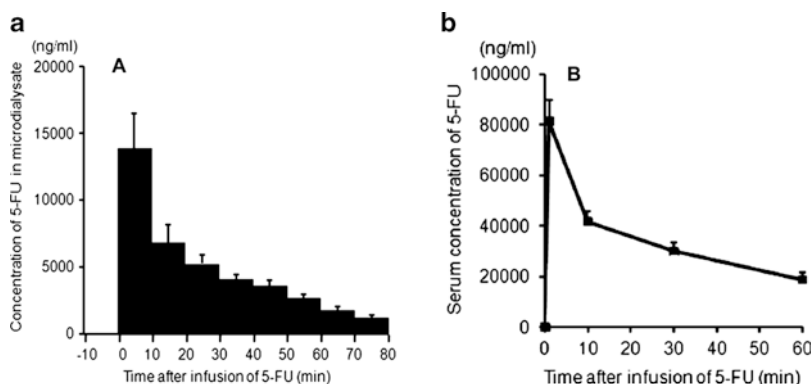 a
(ng/ml)
A
Concentration of 5-FU in microdialysate
20000
15000
10000
5000
0
-10 0 10 20 30 40 50 60 70 80
Time after infusion of 5-FU (min)
b
(ng/ml)
B
Serum concentration of 5-FU
100000
80000
60000
40000
20000
0
0 10 20 30 40 50 60
Time after infusion of 5-FU (min)